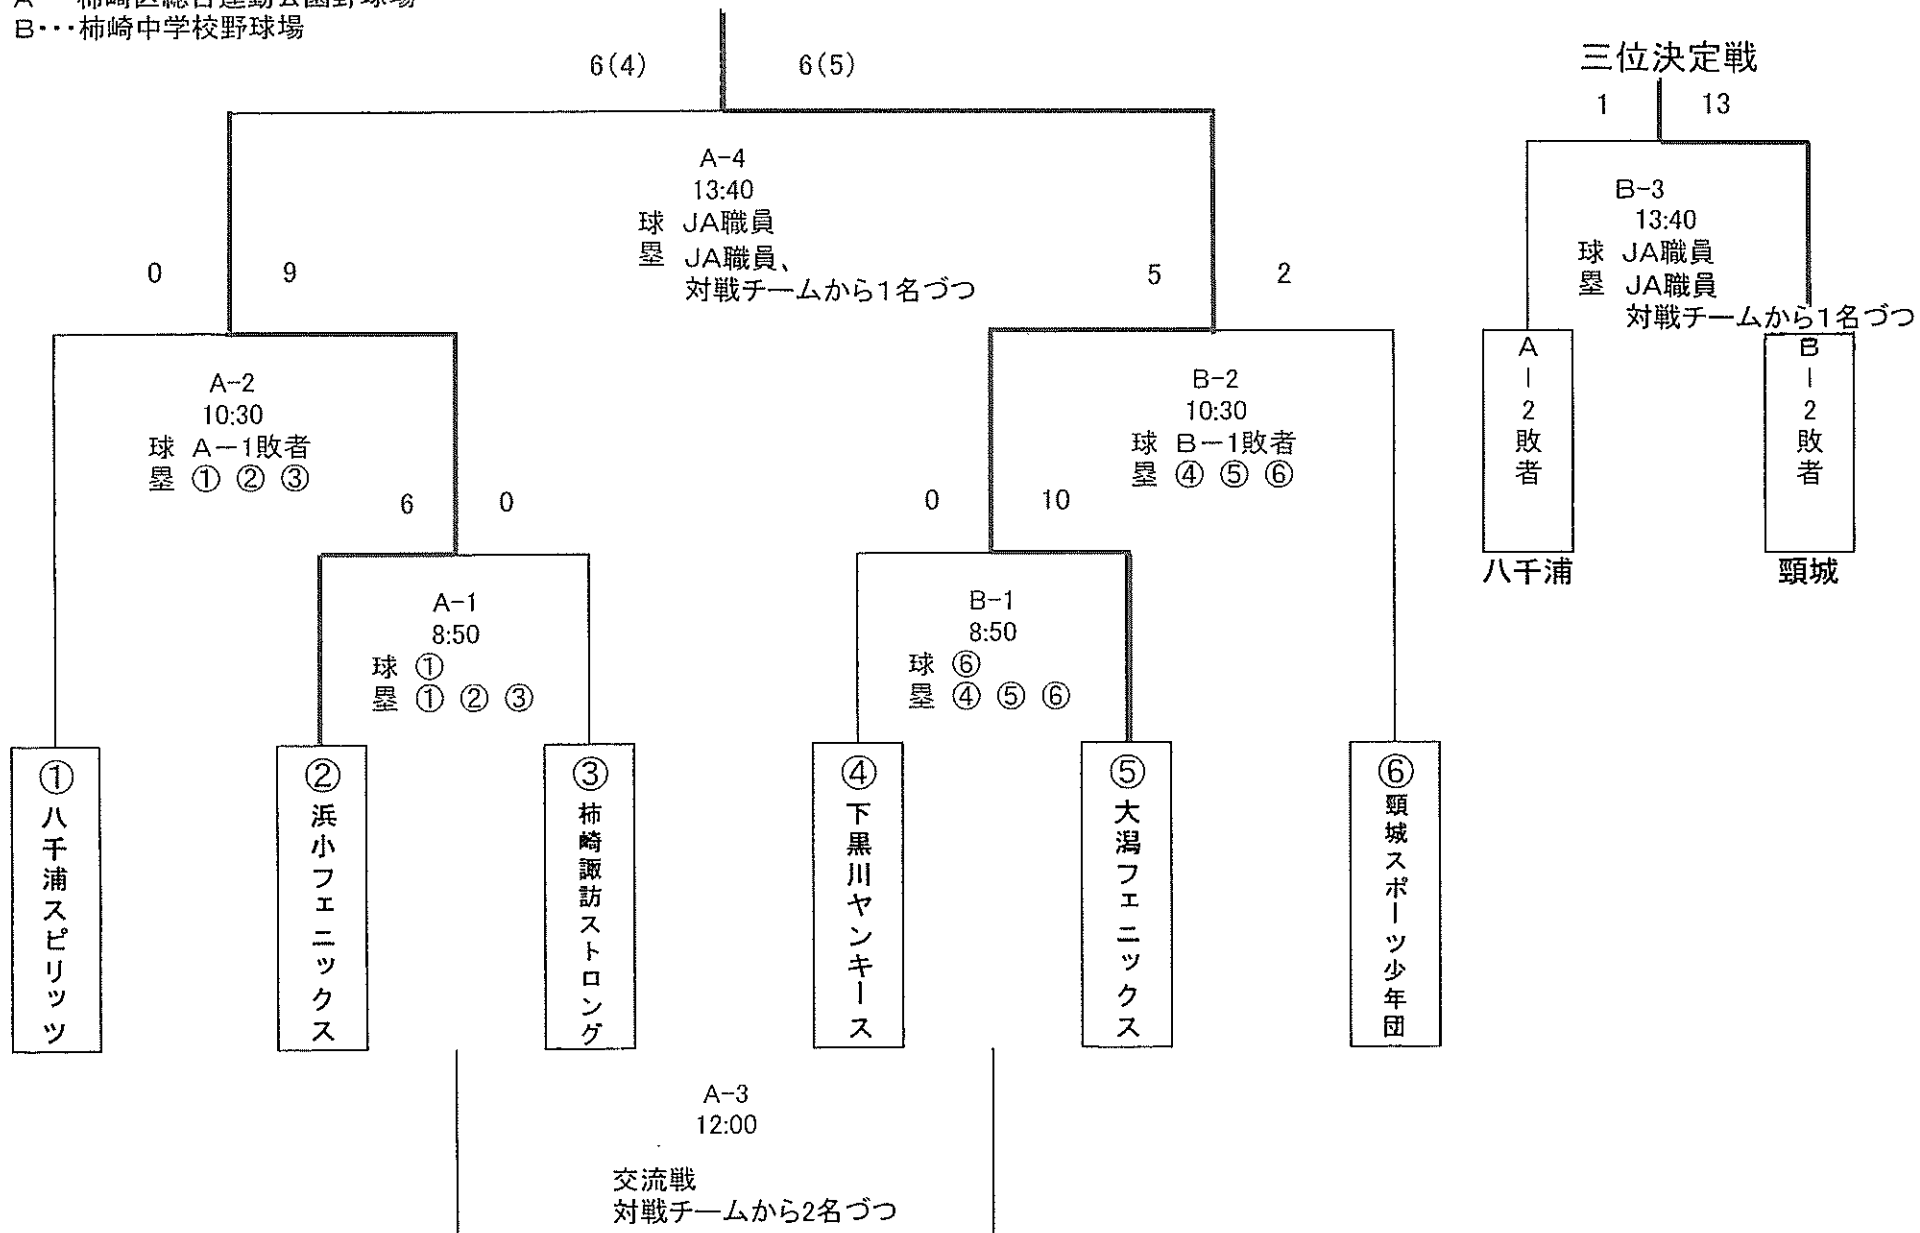 B･･･柿崎中学校野球場
6(4)
6(5)
三位決定戦
1
13
A-4
13:40
球 JA職員
塁 JA職員、
対戦チームから1名づつ
B-3
13:40
球 JA職員
塁 JA職員
対戦チームから1名づつ
0
9
5
2
A-2
10:30
球 A－1敗者
塁 ① ② ③
B-2
10:30
球 B－1敗者
塁 ④ ⑤ ⑥
A－2敗者
B－2敗者
八千浦
頸城
6
0
0
10
A-1
8:50
球 ①
塁 ① ② ③
B-1
8:50
球 ⑥
塁 ④ ⑤ ⑥
①八千浦スピリッツ
②浜小フェニックス
③柿崎諏訪ストロング
④下黒川ヤンキース
⑤大潟フェニックス
⑥頸城スポーツ少年団
A-3
12:00
交流戦
対戦チームから2名づつ